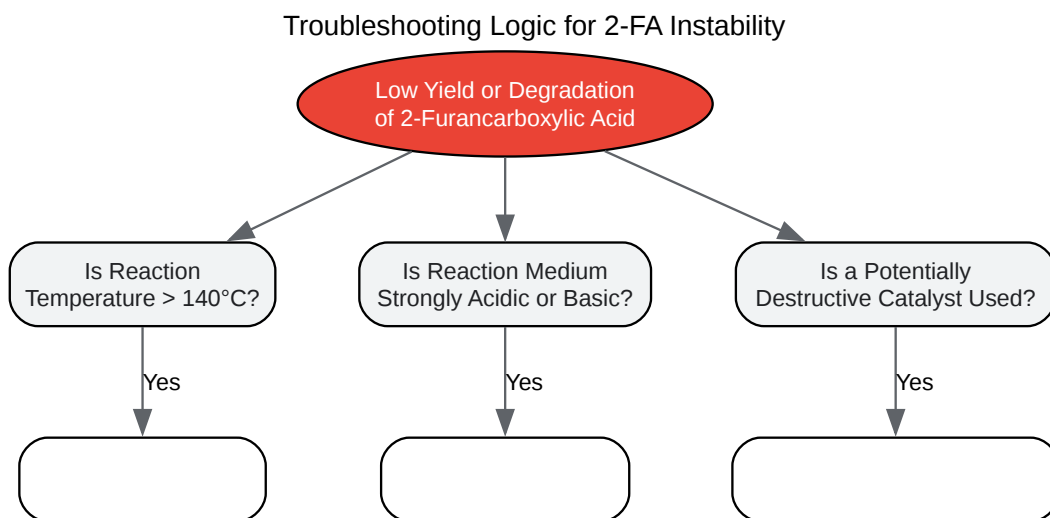 Troubleshooting Logic for 2-FA Instability
Low Yield or Degradation
of 2-Furancarboxylic Acid
Is Reaction
Temperature > 140°C?
Is Reaction Medium
Strongly Acidic or Basic?
Is a Potentially
Destructive Catalyst Used?
Yes
Yes
Yes